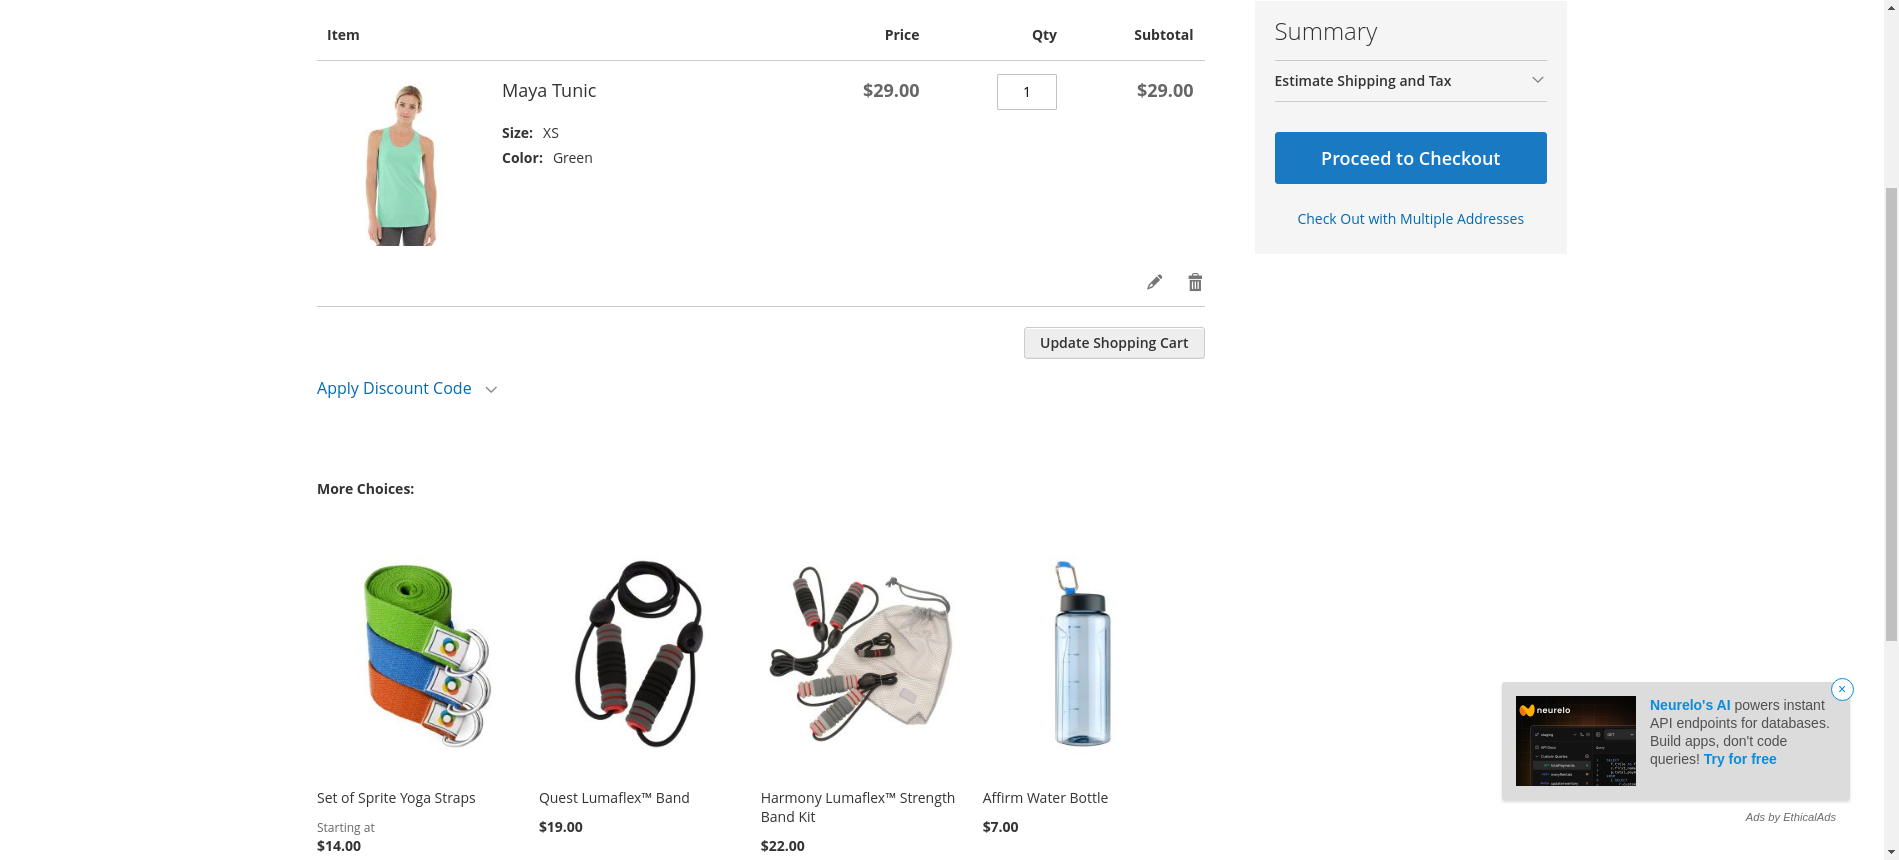 Item Price Qty Subtotal
Maya Tunic $29.00 1 $29.00
Size: XS
Color: Green
Update Shopping Cart
Apply Discount Code
Summary
Estimate Shipping and Tax
Proceed to Checkout
Check Out with Multiple Addresses
More Choices:
Set of Sprite Yoga Straps
Starting at
$14.00
Quest Lumaflex™ Band
$19.00
Harmony Lumaflex™ Strength
Band Kit
$22.00
Affirm Water Bottle
$7.00
neurelo
Neurelo's AI powers instant
API endpoints for databases.
Build apps, don't code
queries! Try for free
Ads by EthicalAds